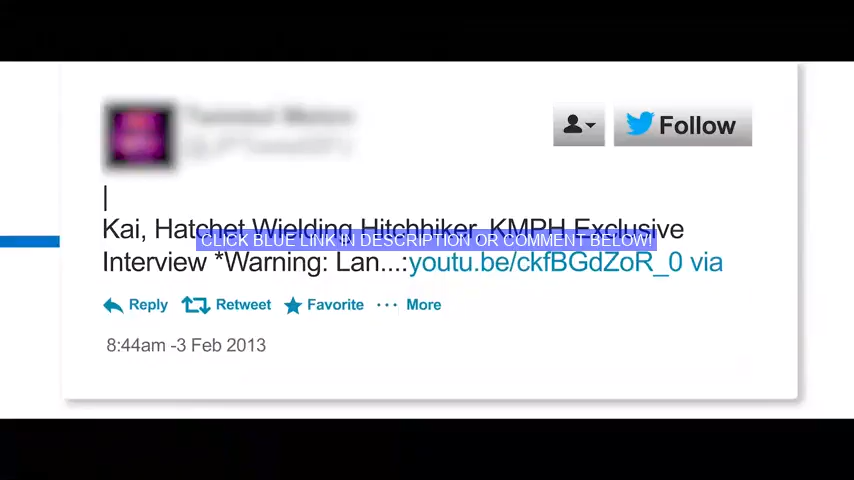 Follow
|
Kai, Hatchet Wielding Hitchhiker, KMPH Exclusive
CLICK BLUE LINK IN DESCRIPTION OR COMMENT BELOW!
Interview *Warning: Lan...:youtu.be/ckfBGdZoR_0 via
Reply Retweet Favorite ··· More
8:44am -3 Feb 2013